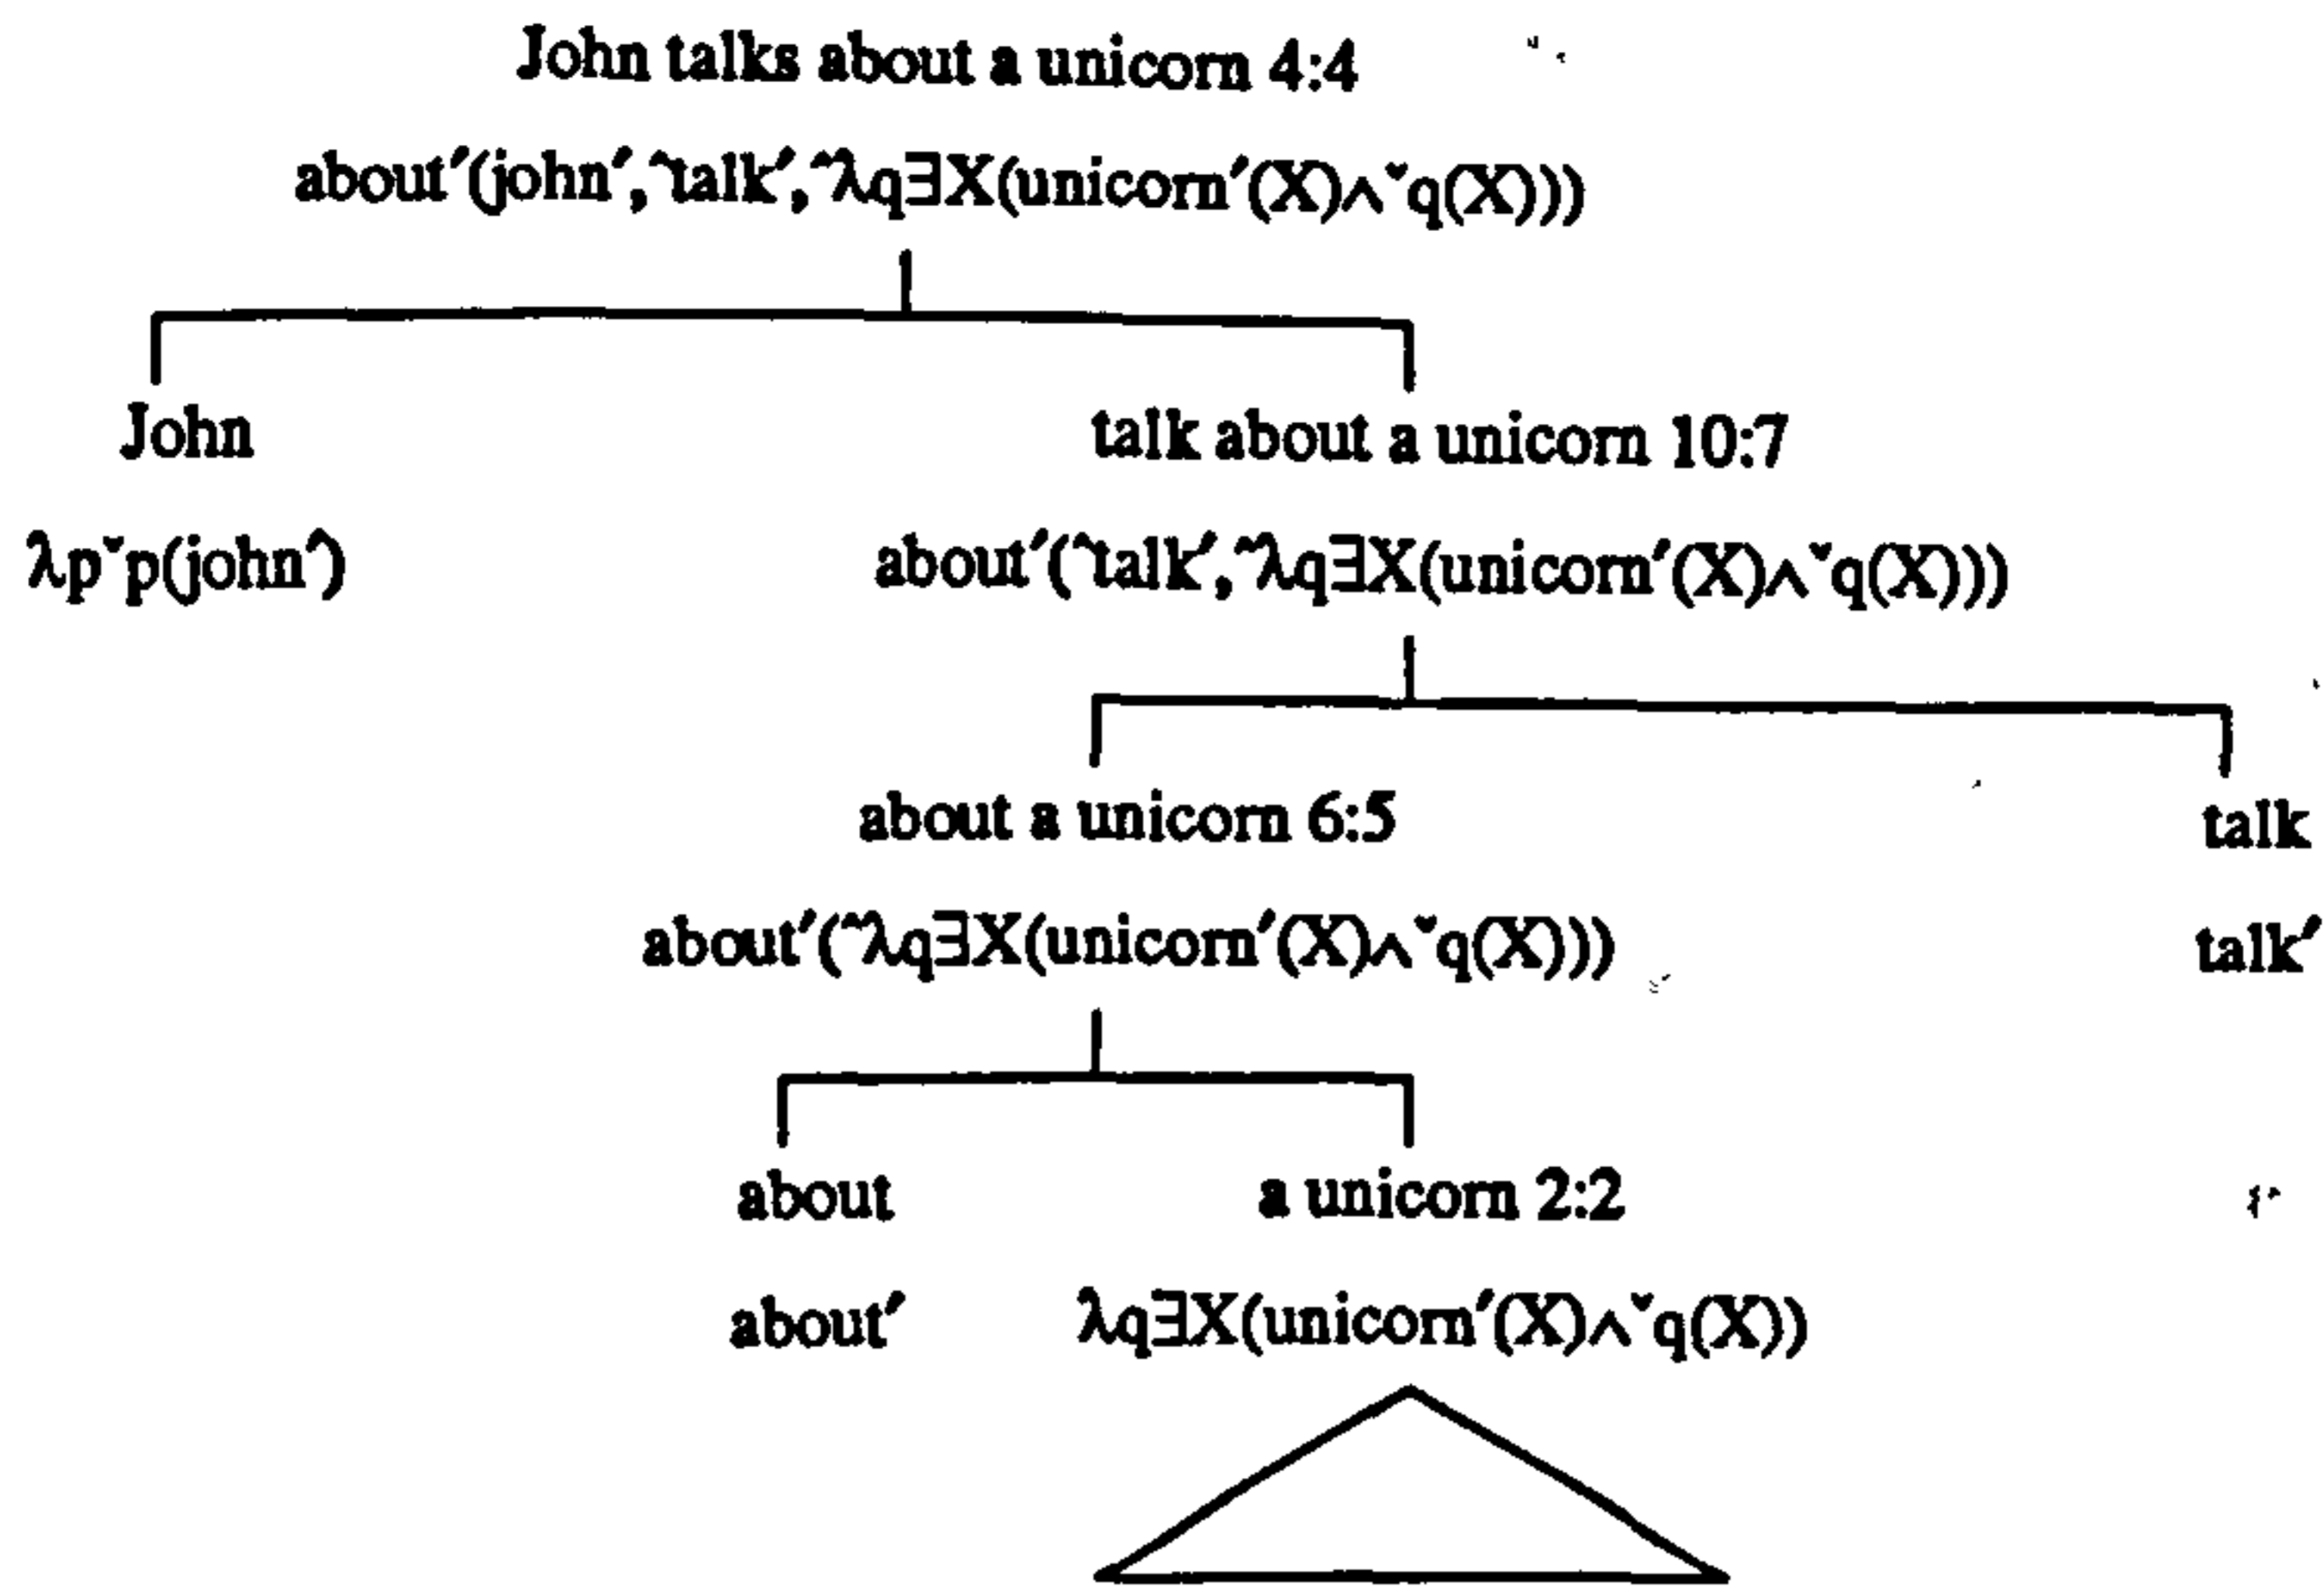 John talks about a unicorn 4:4
about′(john′,ˆtalk′,ˆλq∃X(unicorn′(X)∧ˇq(X)))
John
talk about a unicorn 10:7
λpˇp(john′)
about′(ˆtalk′,ˆλq∃X(unicorn′(X)∧ˇq(X)))
about a unicorn 6:5
talk
about′(ˆλq∃X(unicorn′(X)∧ˇq(X)))
talk′
about
a unicorn 2:2
about′
λq∃X(unicorn′(X)∧ˇq(X))